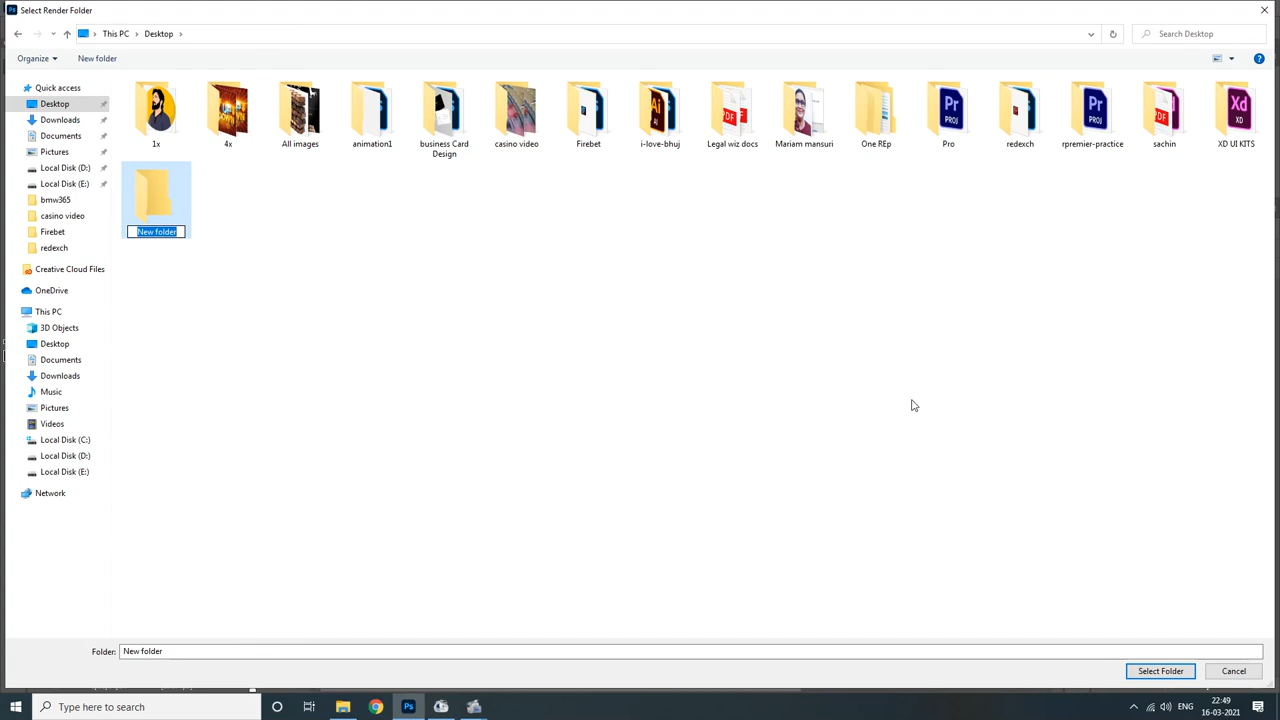 Select Render Folder
This PC Desktop
Search Desktop
Organize New folder
Quick access
Desktop
Downloads
Documents
Pictures
Local Disk (D:)
Local Disk (E:)
bmw365
casino video
Firebet
redexch
Creative Cloud Files
OneDrive
This PC
3D Objects
Desktop
Documents
Downloads
Music
Pictures
Videos
Local Disk (C:)
Local Disk (D:)
Local Disk (E:)
Network
1x 4x All images animation1 business Card Design casino video Firebet i-love-bhuj Legal wiz docs Mariam mansuri One REp Pro redexch rpremier-practice sachin XD UI KITS
New folder
Folder: New folder
Select Folder Cancel
Type here to search
ENG
22:49
16-03-2021